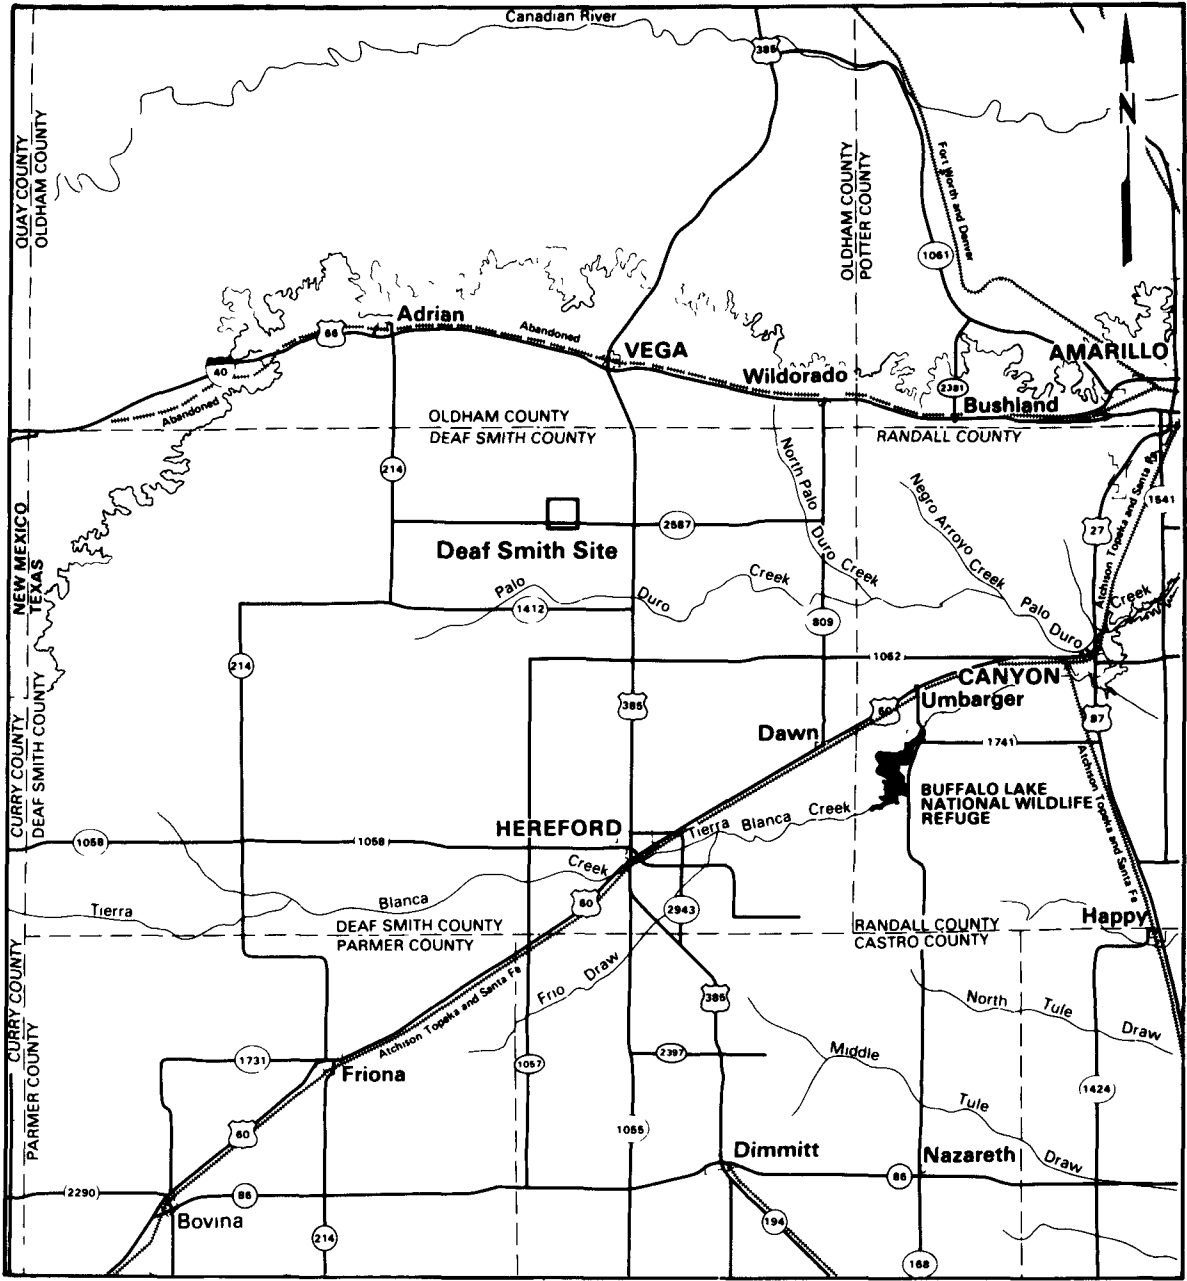 Canadian River
385
N
QUAY COUNTY
OLDHAM COUNTY
OLDHAM COUNTY
POTTER COUNTY
Fort Worth and Denver
1061
Adrian
66
Abandoned
VEGA
AMARILLO
40
Wildorado
2381
Bushland
Abandoned
OLDHAM COUNTY
DEAF SMITH COUNTY
RANDALL COUNTY
214
North Palo Duro Creek
Negro Arroyo Creek
Atchison Topeka and Santa Fe
1541
27
2587
Deaf Smith Site
NEW MEXICO
TEXAS
Palo Duro Creek
1412
809
Palo Duro Creek
214
1062
CANYON
385
60
Umbarger
87
Dawn
1741
CURRY COUNTY
DEAF SMITH COUNTY
BUFFALO LAKE
NATIONAL WILDLIFE
REFUGE
Atchison Topeka and Santa Fe
HEREFORD
Tierra Blanca Creek
1058
1058
Creek
Blanca
Tierra
60
2943
DEAF SMITH COUNTY
PARMER COUNTY
RANDALL COUNTY
CASTRO COUNTY
Happy
CURRY COUNTY
PARMER COUNTY
Atchison Topeka and Santa Fe
Frio Draw
385
North Tule Draw
1731
Friona
1057
2397
Middle Tule Draw
1424
60
1055
Dimmitt
Nazareth
86
2290
86
Bovina
214
194
168